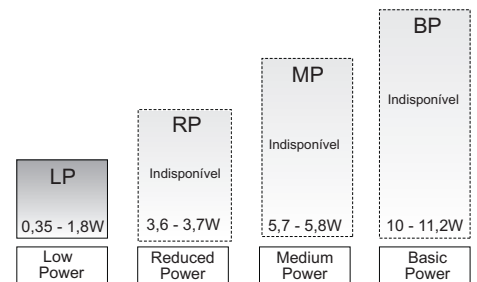 LP
0,35 - 1,8W
Low
Power
RP
Indisponível
3,6 - 3,7W
Reduced
Power
MP
Indisponível
5,7 - 5,8W
Medium
Power
BP
Indisponível
10 - 11,2W
Basic
Power